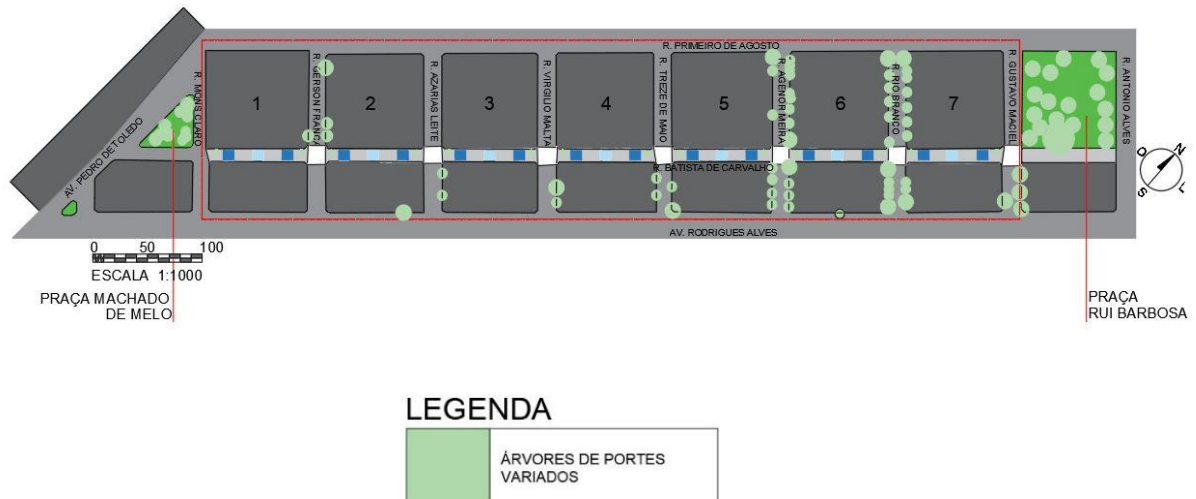 R. PRIMEIRO DE AGOSTO
R. MONS CLARO
R. GERSON FRANÇA
R. AZARIAS LEITE
R. VIRGILIO MALTA
R. TREZE DE MAIO
R. AGENOR MEIRA
R. RIO BRANCO
R. GUSTAVO MACIEL
R. ANTONIO ALVES
1
2
3
4
5
6
7
AV. PEDRO DE TOLEDO
R. BATISTA DE CARVALHO
AV. RODRIGUES ALVES
O
N
S
L
0 50 100
ESCALA 1:1000
PRAÇA MACHADO
DE MELO
PRAÇA
RUI BARBOSA
LEGENDA
ÁRVORES DE PORTES
VARIADOS